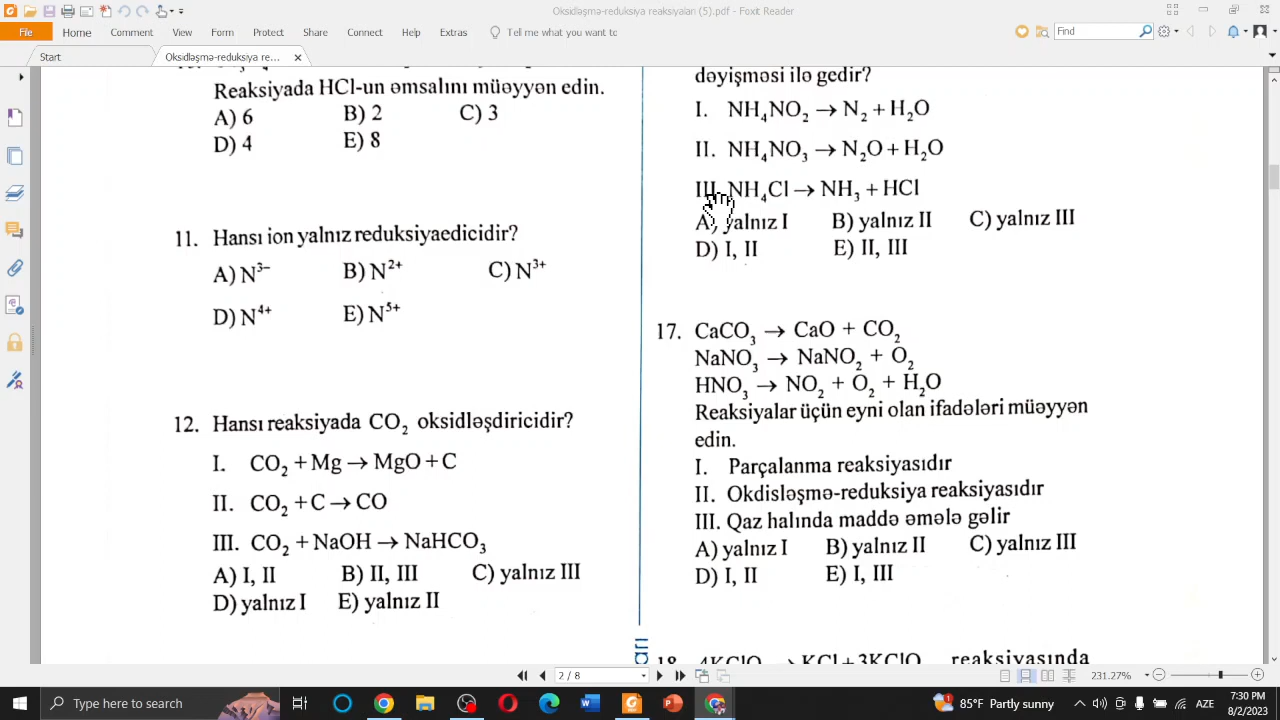 Oksidləşmə-reduksiya reaksiyaları (5).pdf - Foxit Reader
File Home Comment View Form Protect Share Connect Help Extras Tell me what you want to Find
Start Oksidləşmə-reduksiya re...
Reaksiyada HCl-un əmsalını müəyyən edin.
A) 6 B) 2 C) 3
D) 4 E) 8
11. Hansı ion yalnız reduksiyaedicidir?
A) N³⁻ B) N²⁺ C) N³⁺
D) N⁴⁺ E) N⁵⁺
12. Hansı reaksiyada CO₂ oksidləşdiricidir?
I. CO₂ + Mg → MgO + C
II. CO₂ + C → CO
III. CO₂ + NaOH → NaHCO₃
A) I, II B) II, III C) yalnız III
D) yalnız I E) yalnız II
dəyişməsi ilə gedir?
I. NH₄NO₂ → N₂ + H₂O
II. NH₄NO₃ → N₂O + H₂O
III. NH₄Cl → NH₃ + HCl
A) yalnız I B) yalnız II C) yalnız III
D) I, II E) II, III
17. CaCO₃ → CaO + CO₂
NaNO₃ → NaNO₂ + O₂
HNO₃ → NO₂ + O₂ + H₂O
Reaksiyalar üçün eyni olan ifadələri müəyyən
edin.
I. Parçalanma reaksiyasıdır
II. Okdisləşmə-reduksiya reaksiyasıdır
III. Qaz halında maddə əmələ gəlir
A) yalnız I B) yalnız II C) yalnız III
D) I, II E) I, III
18. 4KClO → KCl + 3KClO reaksiyasında
2 / 8 231.27%
Type here to search 85°F Partly sunny AZE 7:30 PM
8/2/2023